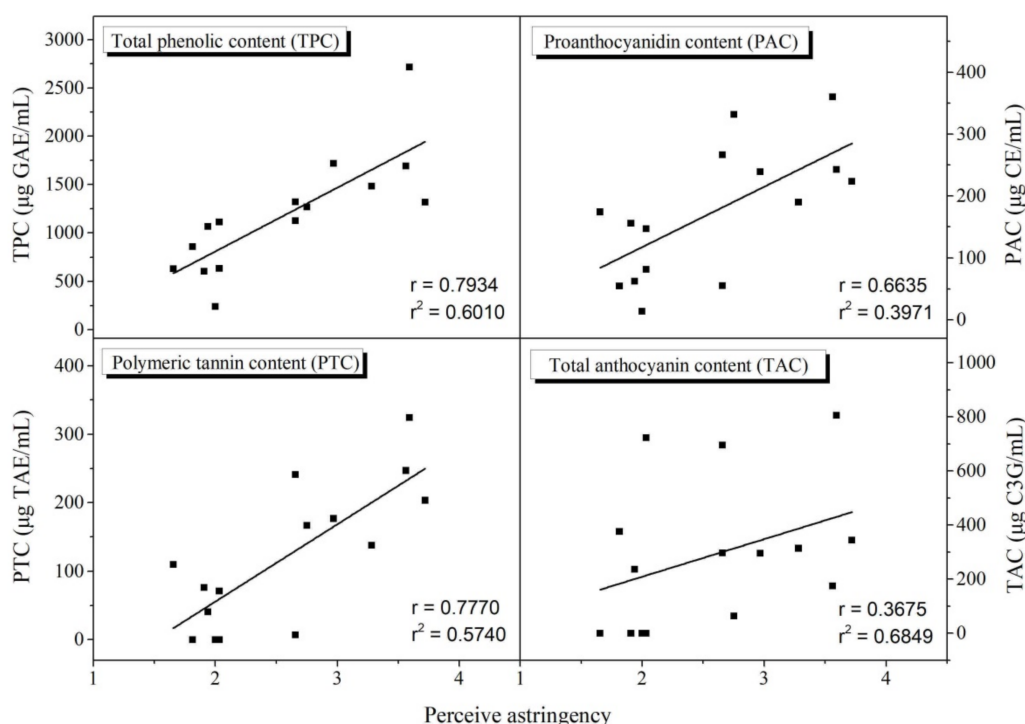 Total phenolic content (TPC)
TPC (µg GAE/mL)
3000
2500
2000
1500
1000
500
0
r = 0.7934
r² = 0.6010
Proanthocyanidin content (PAC)
PAC (µg CE/mL)
400
300
200
100
0
r = 0.6635
r² = 0.3971
Polymeric tannin content (PTC)
PTC (µg TAE/mL)
400
300
200
100
0
r = 0.7770
r² = 0.5740
1 2 3 4
Total anthocyanin content (TAC)
TAC (µg C3G/mL)
1000
800
600
400
200
0
r = 0.3675
r² = 0.6849
1 2 3 4
Perceive astringency